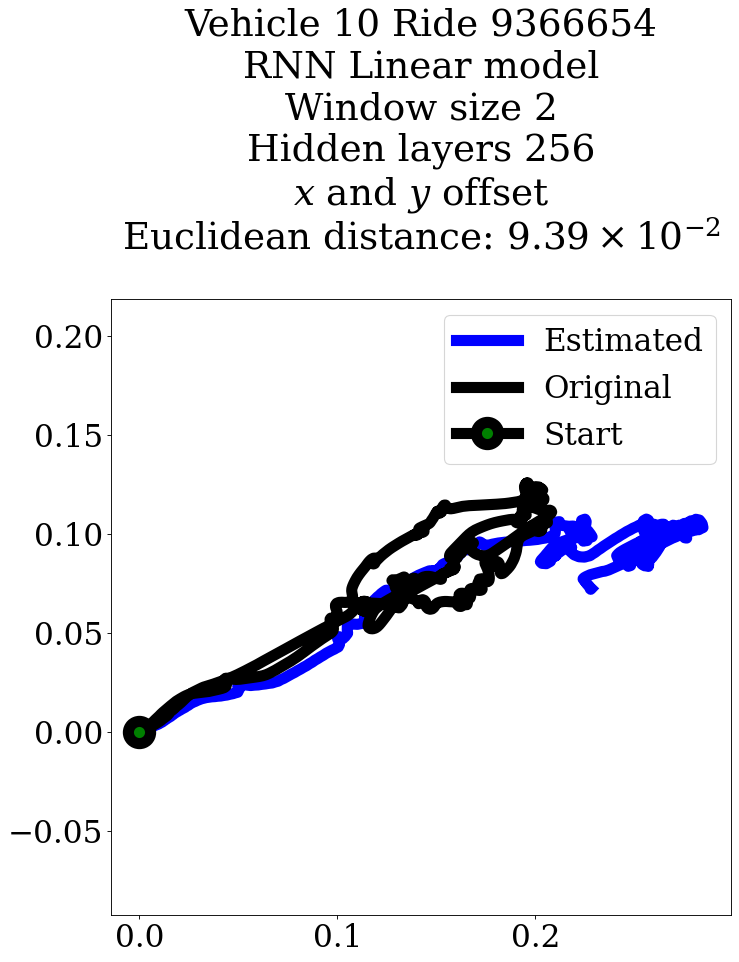 Vehicle 10 Ride 9366654
RNN Linear model
Window size 2
Hidden layers 256
x and y offset
Euclidean distance: 9.39 × 10⁻²
Estimated
Original
Start
0.20
0.15
0.10
0.05
0.00
−0.05
0.0 0.1 0.2